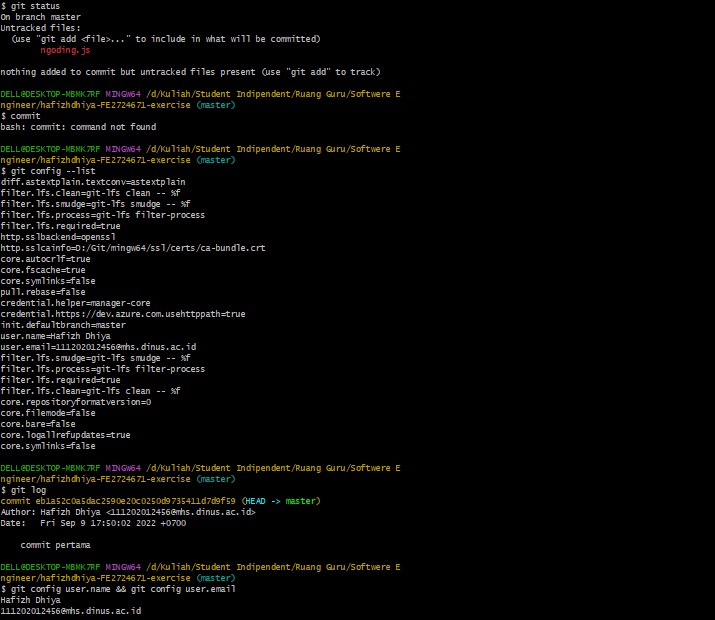 $ git status
On branch master
Untracked files:
  (use "git add <file>..." to include in what will be committed)
        ngoding.js

nothing added to commit but untracked files present (use "git add" to track)

DELL@DESKTOP-MBMK7RF MINGW64 /d/Kuliah/Student Indipendent/Ruang Guru/Softwere E
ngineer/hafizhdhiya-FE2724671-exercise (master)
$ commit
bash: commit: command not found

DELL@DESKTOP-MBMK7RF MINGW64 /d/Kuliah/Student Indipendent/Ruang Guru/Softwere E
ngineer/hafizhdhiya-FE2724671-exercise (master)
$ git config --list
diff.astextplain.textconv=astextplain
filter.lfs.clean=git-lfs clean -- %f
filter.lfs.smudge=git-lfs smudge -- %f
filter.lfs.process=git-lfs filter-process
filter.lfs.required=true
http.sslbackend=openssl
http.sslcainfo=D:/Git/mingw64/ssl/certs/ca-bundle.crt
core.autocrlf=true
core.fscache=true
core.symlinks=false
pull.rebase=false
credential.helper=manager-core
credential.https://dev.azure.com.usehttppath=true
init.defaultbranch=master
user.name=Hafizh Dhiya
user.email=111202012456@mhs.dinus.ac.id
filter.lfs.smudge=git-lfs smudge -- %f
filter.lfs.process=git-lfs filter-process
filter.lfs.required=true
filter.lfs.clean=git-lfs clean -- %f
core.repositoryformatversion=0
core.filemode=false
core.bare=false
core.logallrefupdates=true
core.symlinks=false

DELL@DESKTOP-MBMK7RF MINGW64 /d/Kuliah/Student Indipendent/Ruang Guru/Softwere E
ngineer/hafizhdhiya-FE2724671-exercise (master)
$ git log
commit eb1a52c0a5dac2590e20c0250d9735411d7d9f59 (HEAD -> master)
Author: Hafizh Dhiya <111202012456@mhs.dinus.ac.id>
Date:   Fri Sep 9 17:50:02 2022 +0700

    commit pertama

DELL@DESKTOP-MBMK7RF MINGW64 /d/Kuliah/Student Indipendent/Ruang Guru/Softwere E
ngineer/hafizhdhiya-FE2724671-exercise (master)
$ git config user.name && git config user.email
Hafizh Dhiya
111202012456@mhs.dinus.ac.id